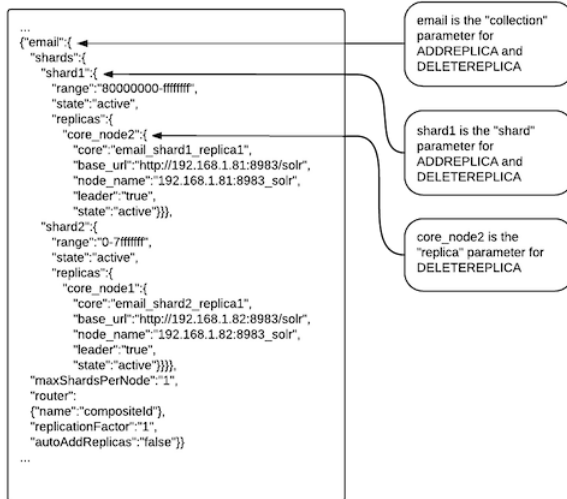 ...
{"email":{
"shards":{
"shard1":{
"range":"80000000-ffffffff",
"state":"active",
"replicas":{
"core_node2":{
"core":"email_shard1_replica1",
"base_url":"http://192.168.1.81:8983/solr",
"node_name":"192.168.1.81:8983_solr",
"leader":"true",
"state":"active"}}},
"shard2":{
"range":"0-7fffffff",
"state":"active",
"replicas":{
"core_node1":{
"core":"email_shard2_replica1",
"base_url":"http://192.168.1.82:8983/solr",
"node_name":"192.168.1.82:8983_solr",
"leader":"true",
"state":"active"}}}},
"maxShardsPerNode":"1",
"router":
{"name":"compositeId"},
"replicationFactor":"1",
"autoAddReplicas":"false"}}
...
email is the "collection"
parameter for
ADDREPLICA and
DELETEREPLICA
shard1 is the "shard"
parameter for
ADDREPLICA and
DELETEREPLICA
core_node2 is the
"replica" parameter for
DELETEREPLICA